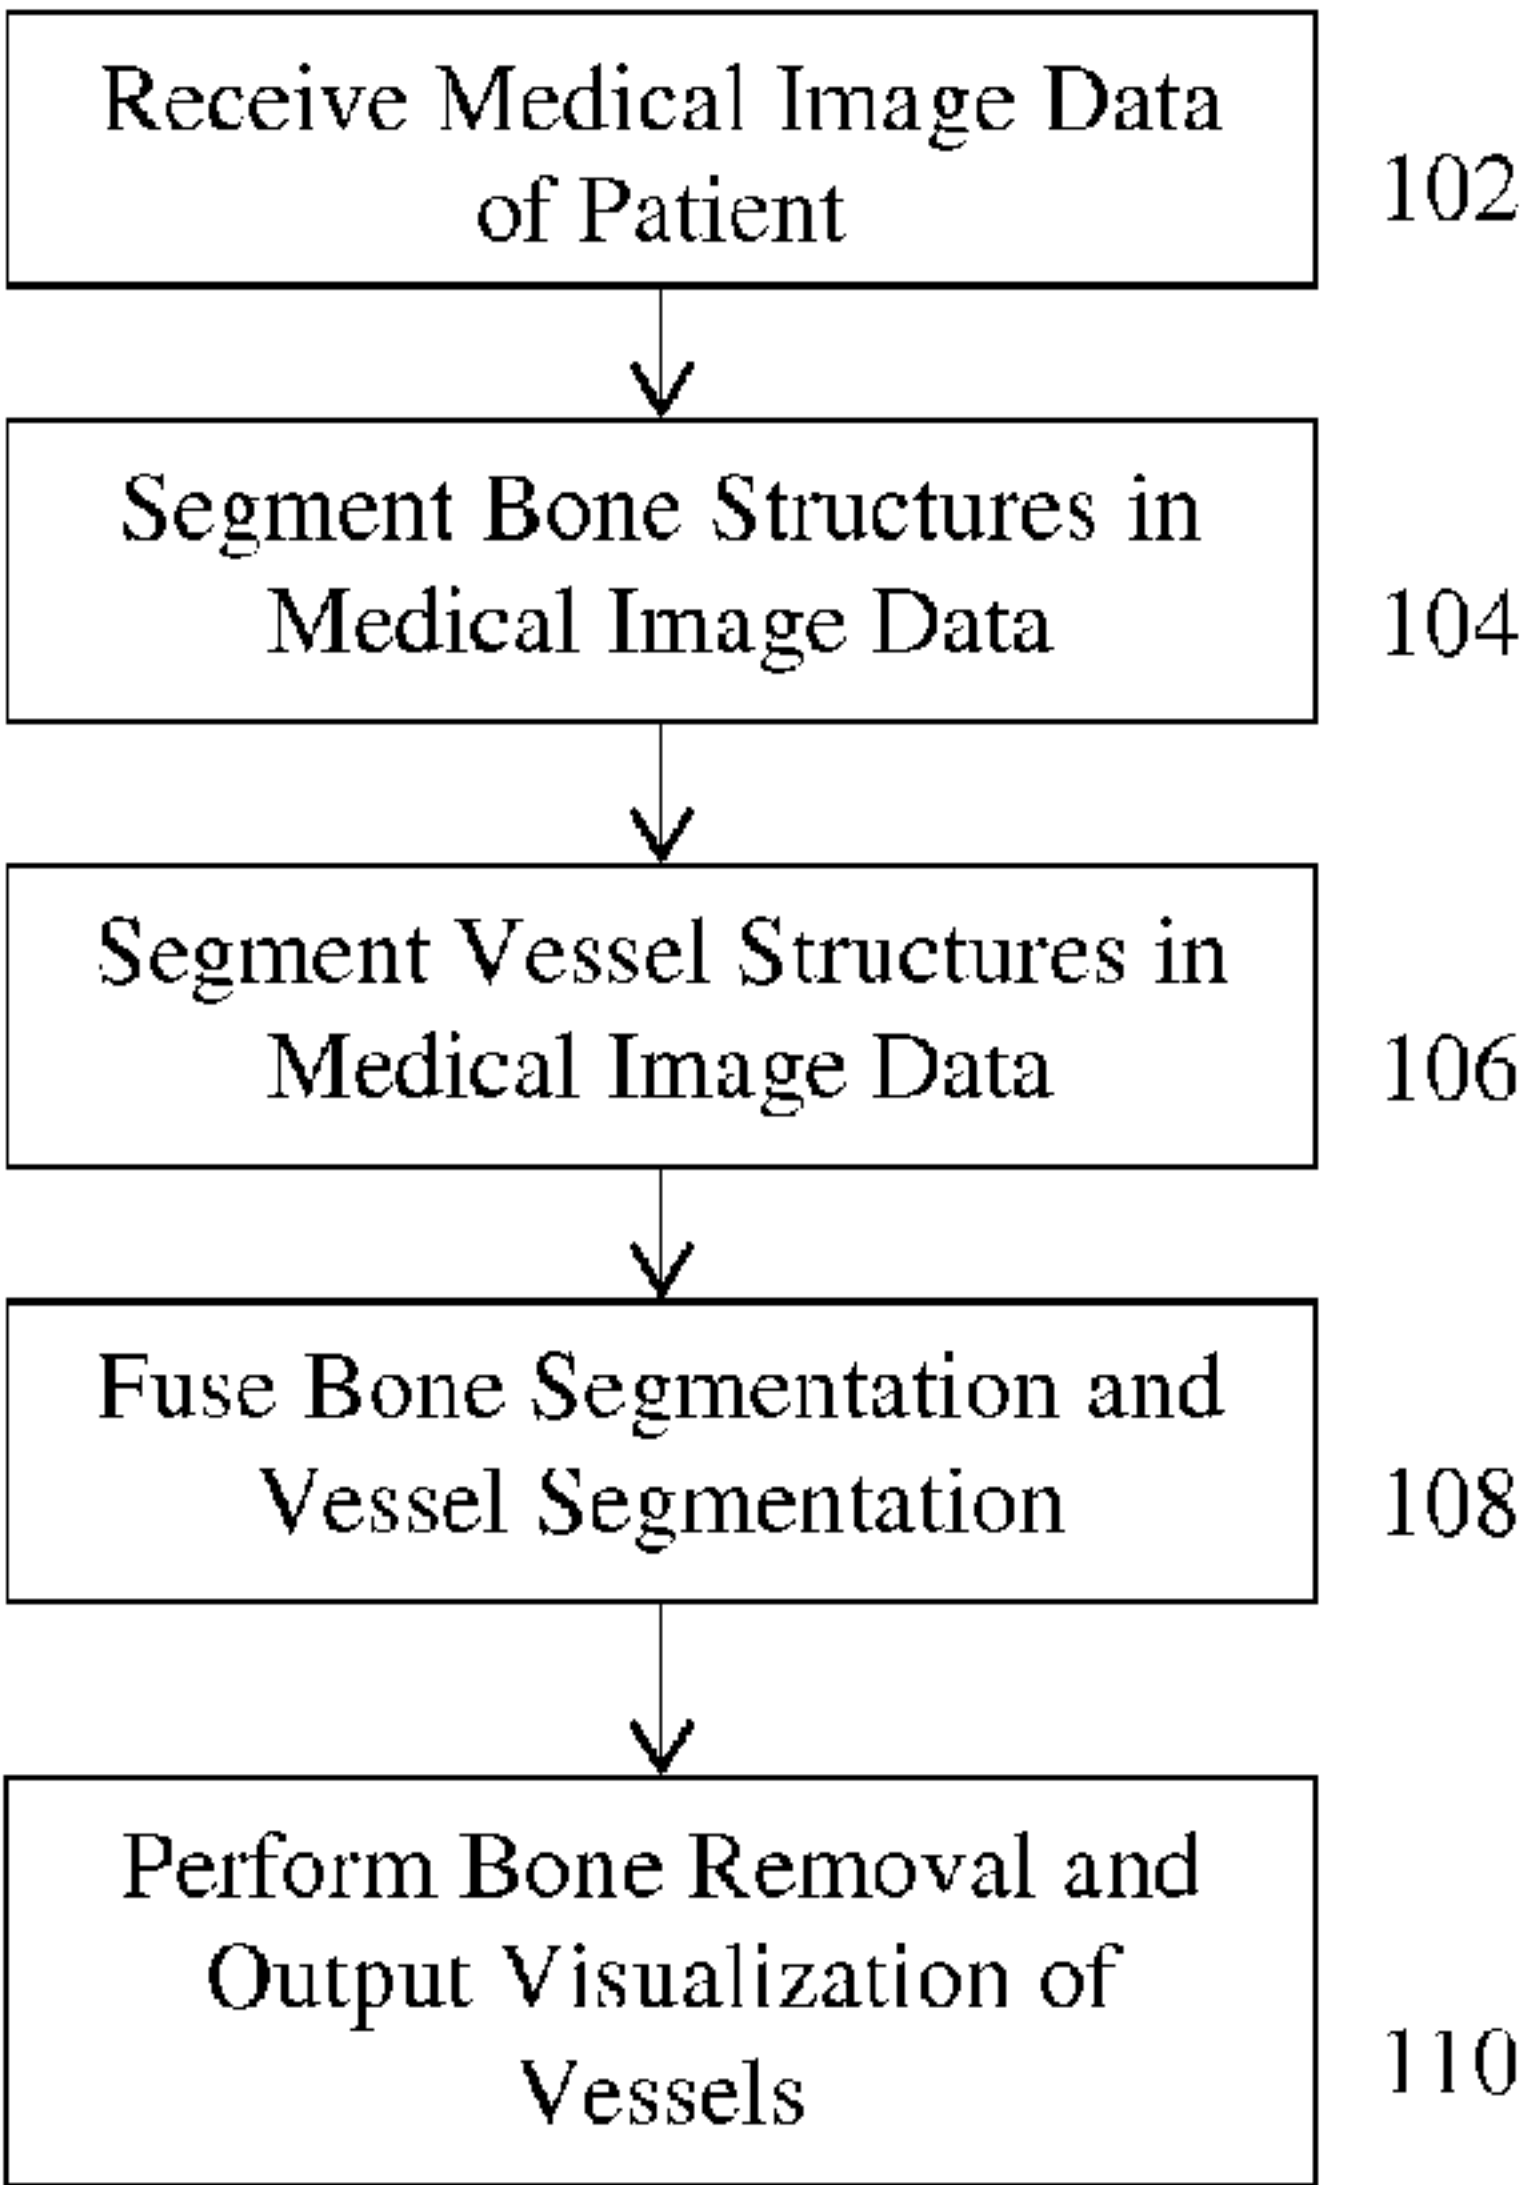 Receive Medical Image Data
of Patient
102
Segment Bone Structures in
Medical Image Data
104
Segment Vessel Structures in
Medical Image Data
106
Fuse Bone Segmentation and
Vessel Segmentation
108
Perform Bone Removal and
Output Visualization of
Vessels
110